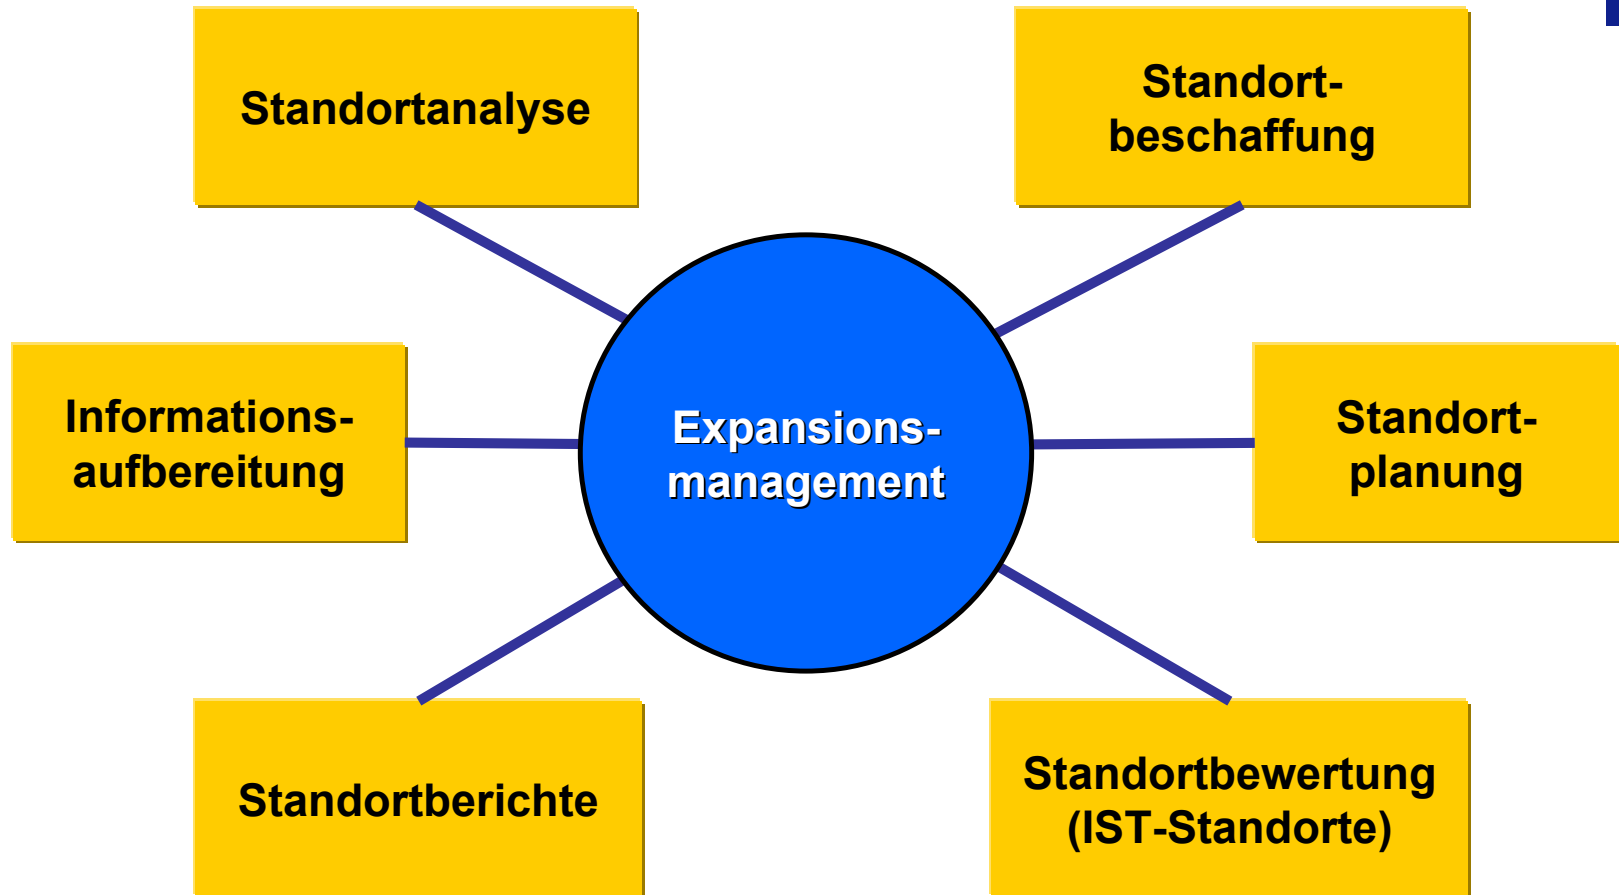 Standortanalyse
Standort-
beschaffung
Informations-
aufbereitung
Expansions-
management
Standort-
planung
Standortberichte
Standortbewertung
(IST-Standorte)